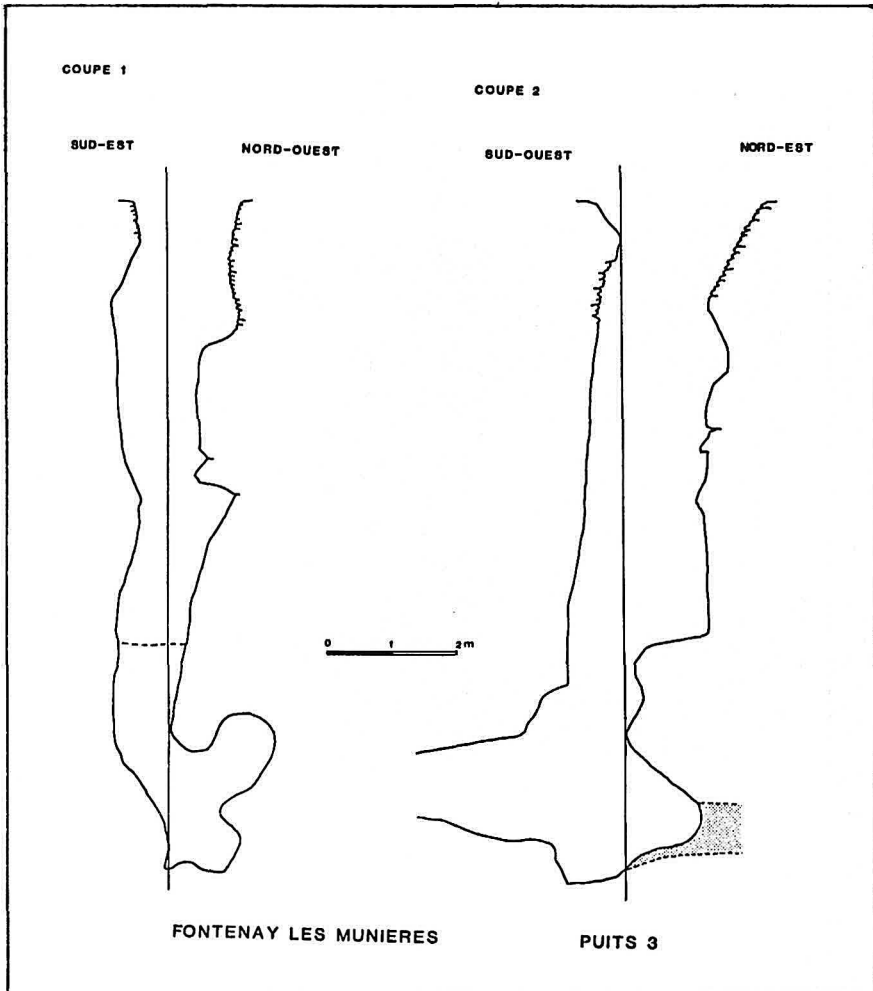 COUPE 1
COUPE 2
SUD-EST
NORD-OUEST
SUD-OUEST
NORD-EST
0 1 2m
FONTENAY LES MUNIERES
PUITS 3